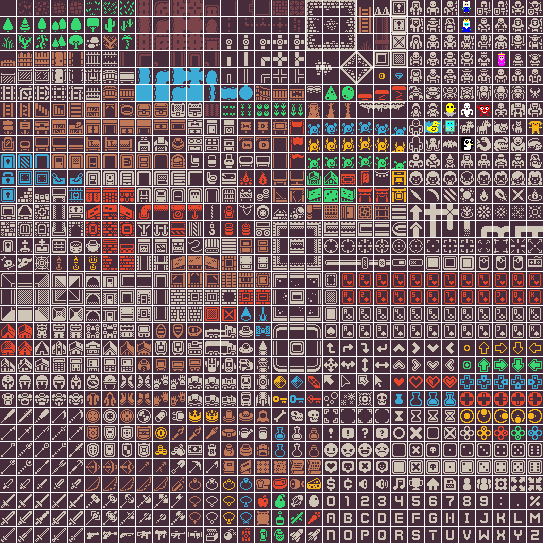 $ ¢
0 1 2 3 4 5 6 7 8 9 : . %
A B C D E F G H I J K L M
N O P Q R S T U V W X Y Z